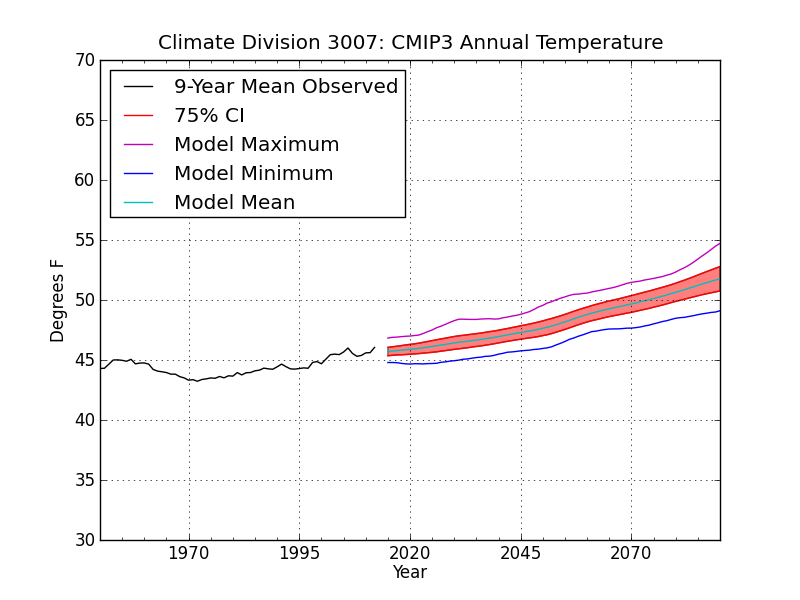 Climate Division 3007: CMIP3 Annual Temperature
70
65
60
55
50
45
40
35
30
Degrees F
9-Year Mean Observed
75% CI
Model Maximum
Model Minimum
Model Mean
1970
1995
2020
2045
2070
Year